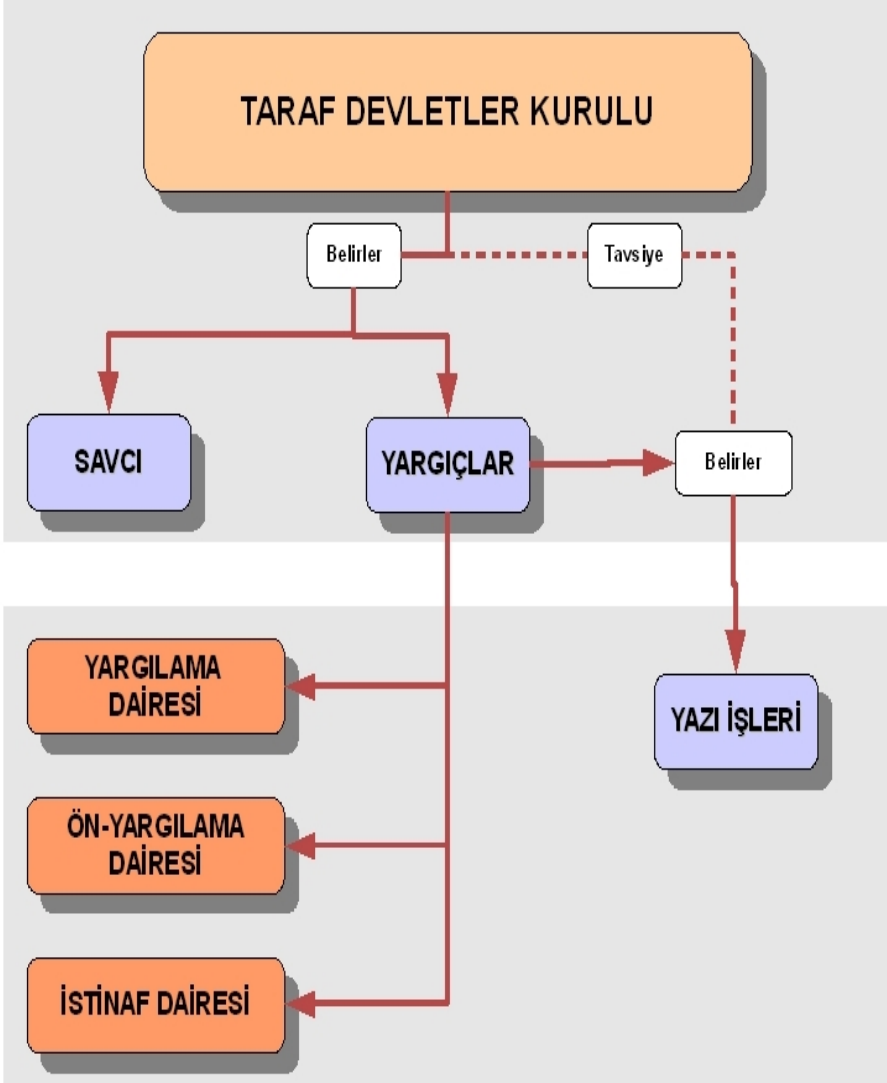 TARAF DEVLETLER KURULU
Belirler
Tavsiye
SAVCI
YARGIÇLAR
Belirler
YARGILAMA
DAİRESİ
YAZI İŞLERİ
ÖN-YARGILAMA
DAİRESİ
İSTİNAF DAİRESİ